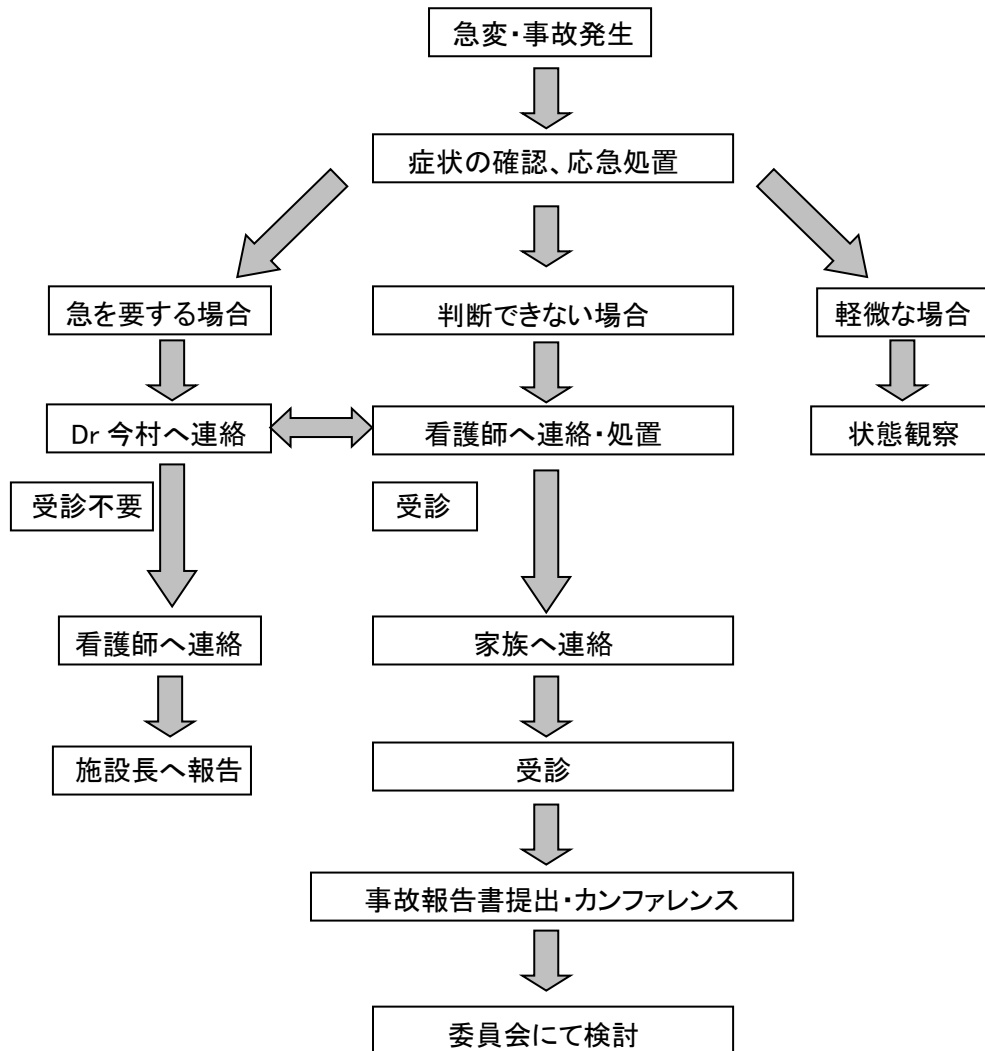 急変・事故発生
症状の確認、応急処置
急を要する場合
判断できない場合
軽微な場合
Dr 今村へ連絡
看護師へ連絡・処置
状態観察
受診不要
受診
看護師へ連絡
家族へ連絡
施設長へ報告
受診
事故報告書提出・カンファレンス
委員会にて検討